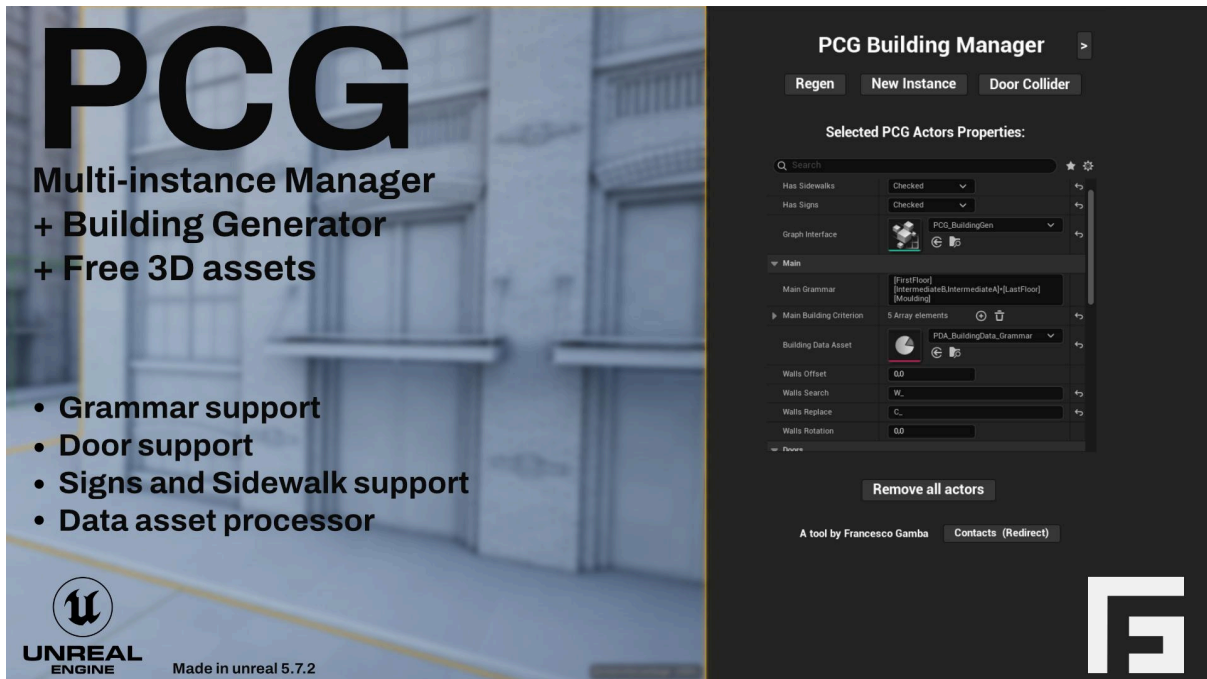 PCG
Multi-instance Manager
+ Building Generator
+ Free 3D assets
• Grammar support
• Door support
• Signs and Sidewalk support
• Data asset processor
UNREAL
ENGINE
Made in unreal 5.7.2
PCG Building Manager >
Regen New Instance Door Collider
Selected PCG Actors Properties:
Search
Has Sidewalks Checked
Has Signs Checked
Graph Interface PCG_BuildingGen
Main
Main Grammar
[FirstFloor]
[IntermediateB,IntermediateA]*[LastFloor]
[Moulding]
Main Building Criterion 5 Array elements
Building Data Asset PDA_BuildingData_Grammar
Walls Offset 0,0
Walls Search W_
Walls Replace C_
Walls Rotation 0,0
Doors
Remove all actors
A tool by Francesco Gamba Contacts (Redirect)